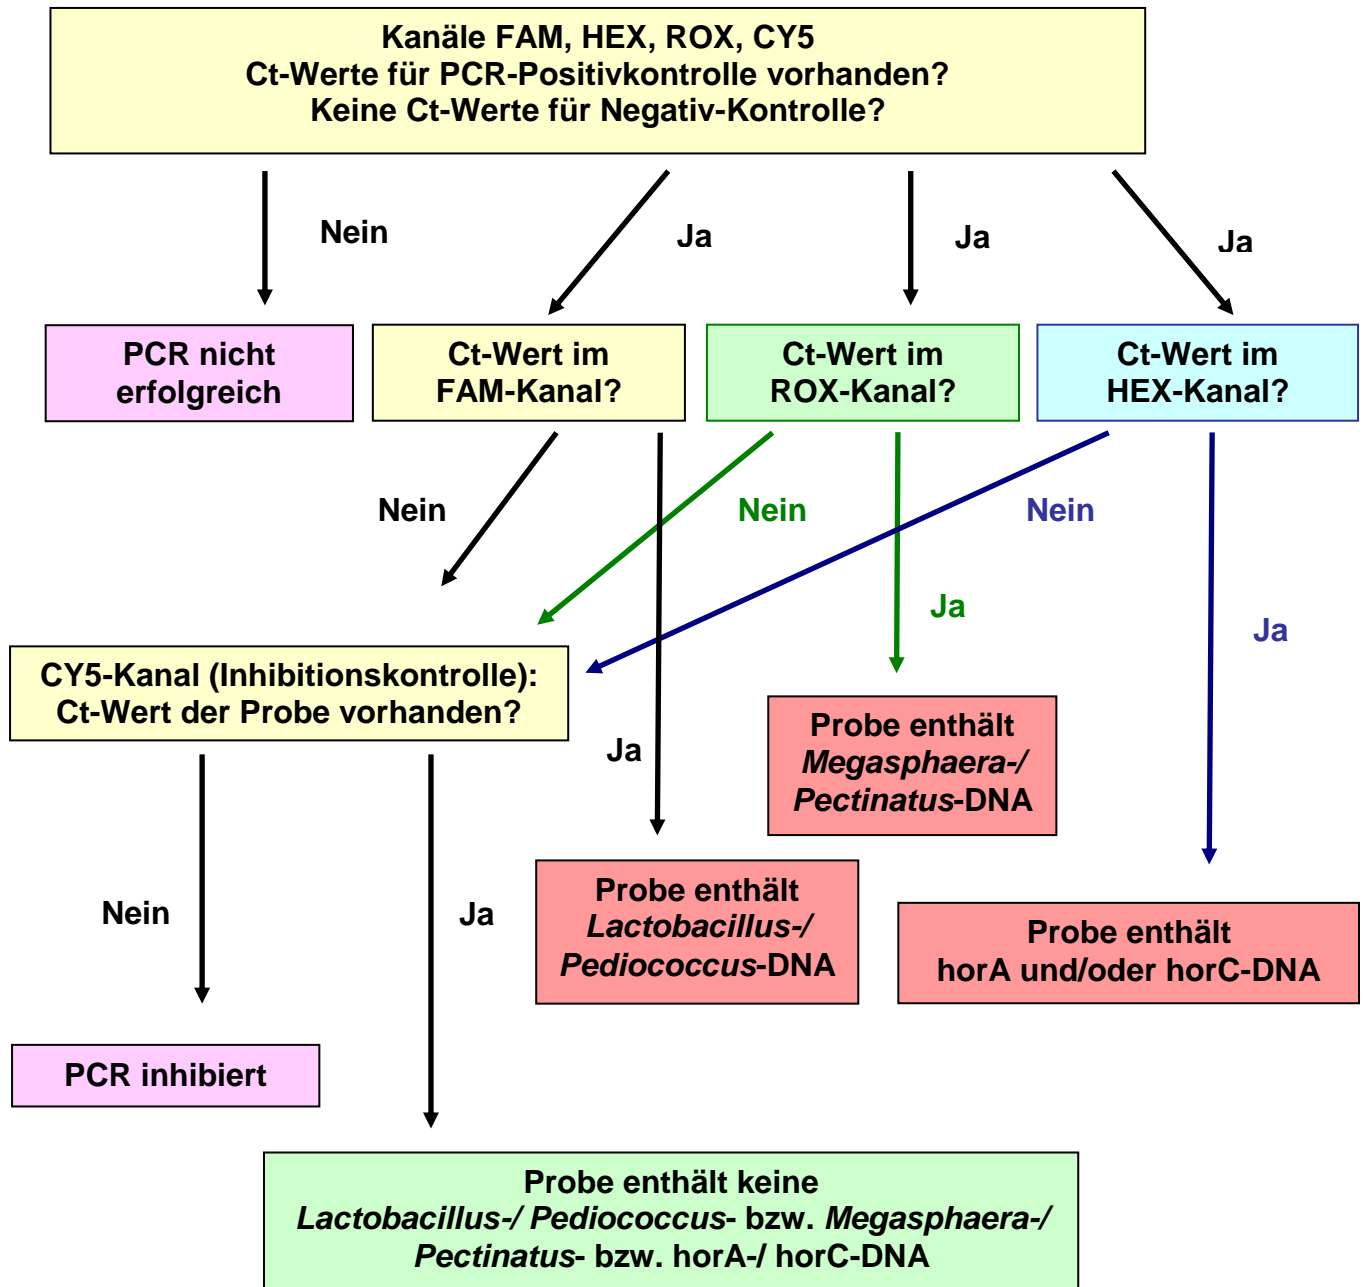 Kanäle FAM, HEX, ROX, CY5
Ct-Werte für PCR-Positivkontrolle vorhanden?
Keine Ct-Werte für Negativ-Kontrolle?
Nein
Ja
Ja
Ja
PCR nicht
erfolgreich
Ct-Wert im
FAM-Kanal?
Ct-Wert im
ROX-Kanal?
Ct-Wert im
HEX-Kanal?
Nein
Nein
Nein
Ja
Ja
CY5-Kanal (Inhibitionskontrolle):
Ct-Wert der Probe vorhanden?
Ja
Probe enthält
Megasphaera-/
Pectinatus-DNA
Probe enthält
Lactobacillus-/
Pediococcus-DNA
Probe enthält
horA und/oder horC-DNA
Nein
Ja
PCR inhibiert
Probe enthält keine
Lactobacillus-/ Pediococcus- bzw. Megasphaera-/
Pectinatus- bzw. horA-/ horC-DNA